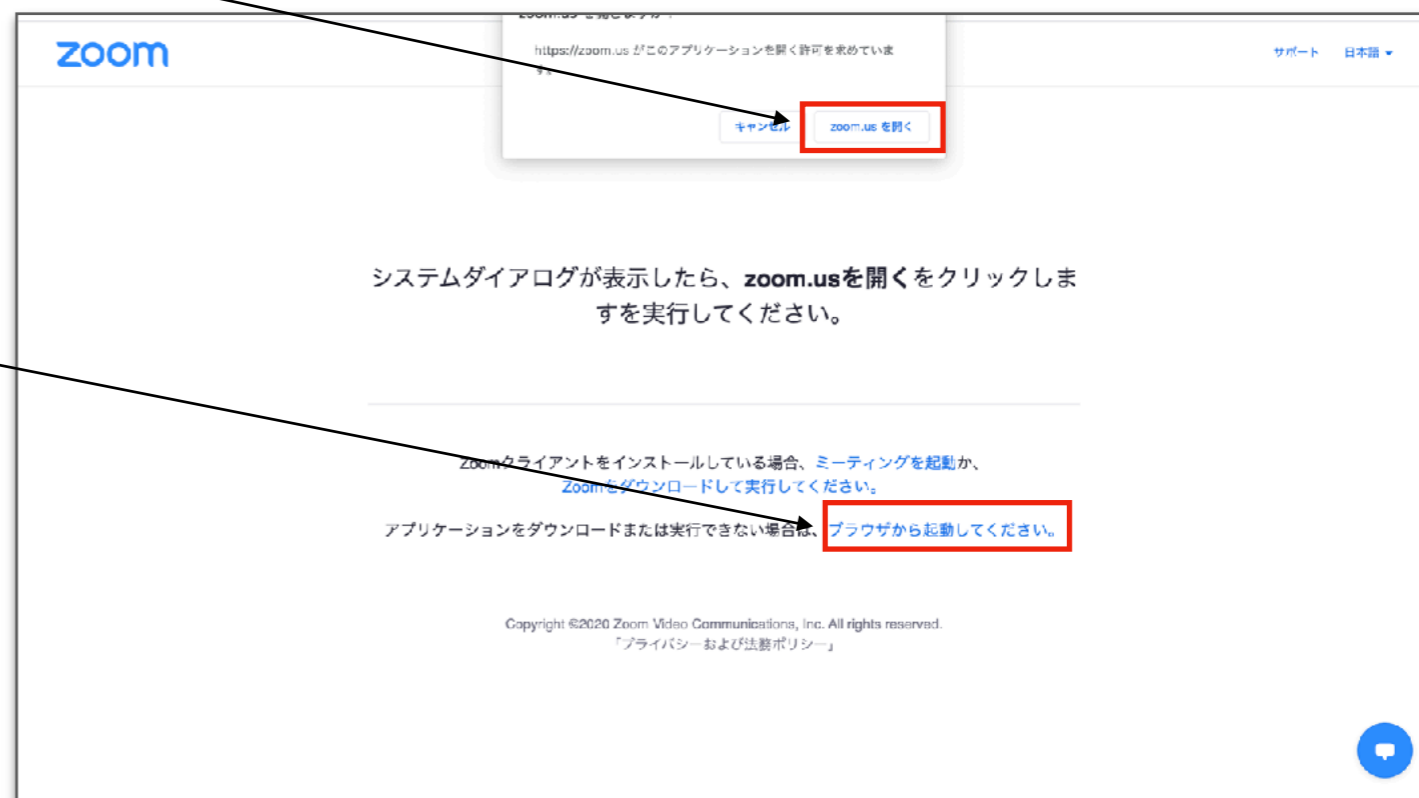 zoom
https://zoom.us がこのアプリケーションを開く許可を求めていま
キャンセル
zoom.us を開く
サポート
日本語
システムダイアログが表示したら、zoom.usを開くをクリックしま
すを実行してください。
Zoomクライアントをインストールしている場合、ミーティングを起動か、
Zoomをダウンロードして実行してください。
アプリケーションをダウンロードまたは実行できない場合は、ブラウザから起動してください。
Copyright ©2020 Zoom Video Communications, Inc. All rights reserved.
「プライバシーおよび法務ポリシー」